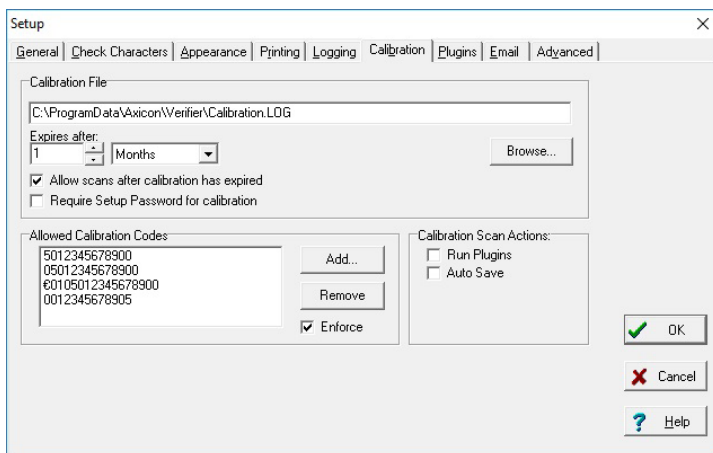 Setup
General Check Characters Appearance Printing Logging Calibration Plugins Email Advanced
Calibration File
C:\ProgramData\Axicon\Verifier\Calibration.LOG
Expires after:
1 Months
Browse...
Allow scans after calibration has expired
Require Setup Password for calibration
Allowed Calibration Codes
5012345678900
05012345678900
€0105012345678900
0012345678905
Add...
Remove
Enforce
Calibration Scan Actions:
Run Plugins
Auto Save
OK
Cancel
Help